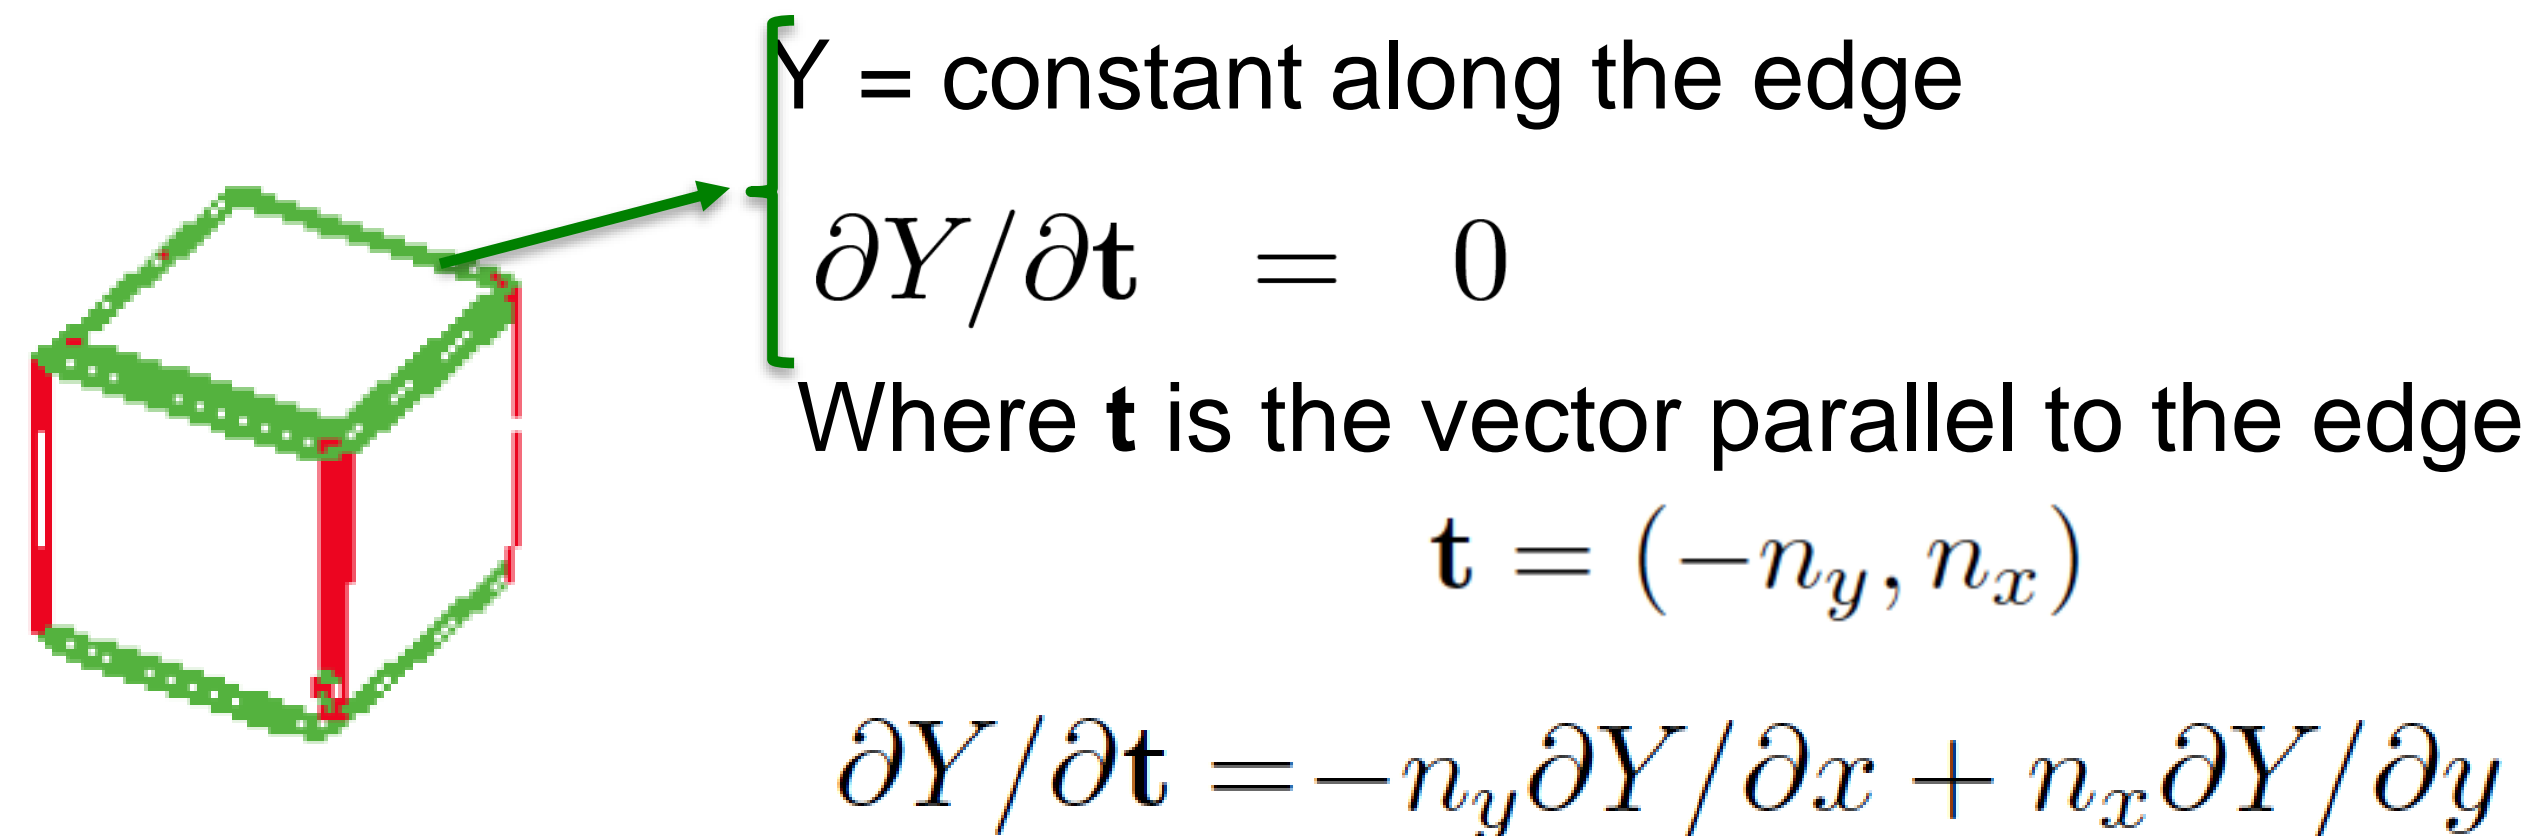 Y = constant along the edge
∂Y/∂t = 0
Where t is the vector parallel to the edge
t = (−n_y, n_x)
∂Y/∂t =−n_y∂Y/∂x + n_x∂Y/∂y